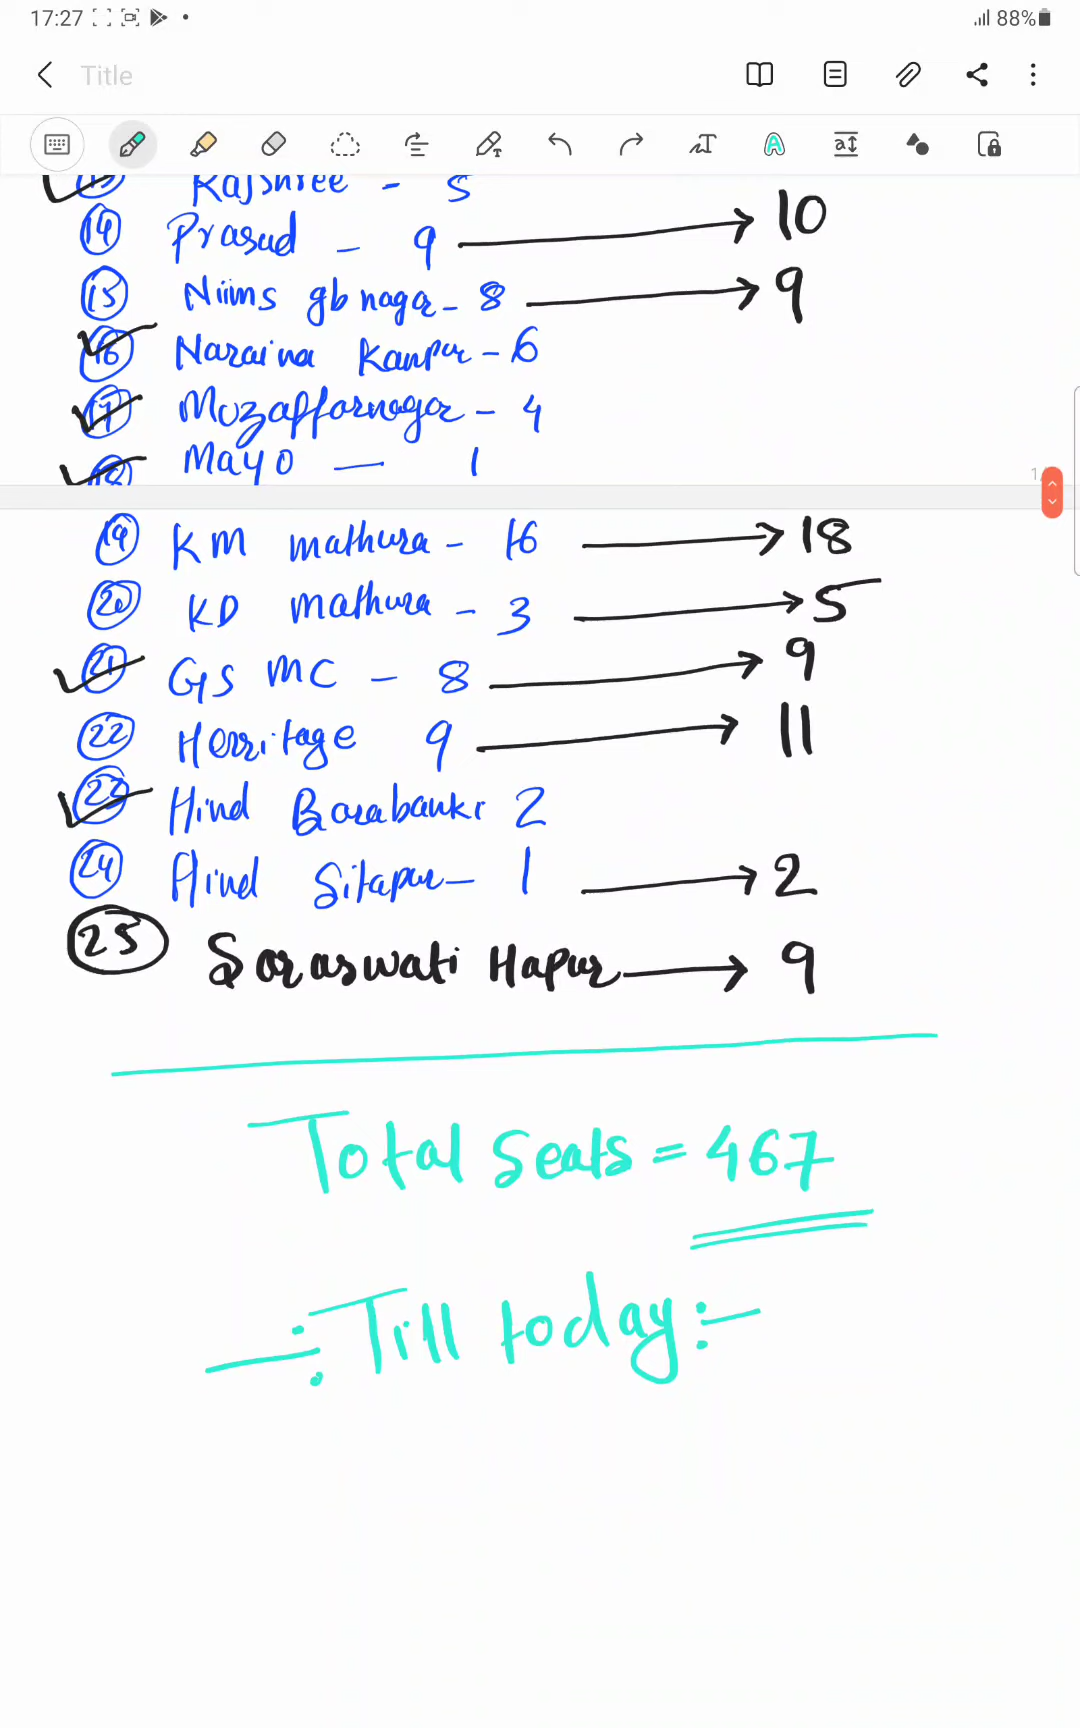 17:27 88%
Title
13 Rajshree - 5
14 Prasad - 9 → 10
15 Niims gb nagar - 8 → 9
16 Naraina Kanpur - 6
17 Muzaffarnagar - 4
18 Mayo - 1
19 KM mathura - 16 → 18
20 KD mathura - 3 → 5
21 GS MC - 8 → 9
22 Herritage 9 → 11
23 Hind Barabanki 2
24 Hind Sitapur - 1 → 2
25 Saraswati Hapur → 9
Total Seats = 467
-: Till today :-